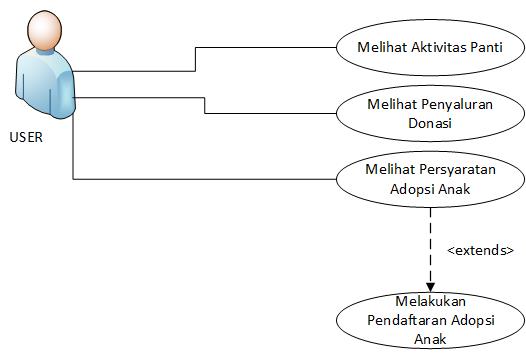 Melihat Aktivitas Panti
Melihat Penyaluran
Donasi
USER
Melihat Persyaratan
Adopsi Anak
<extends>
Melakukan
Pendaftaran Adopsi
Anak